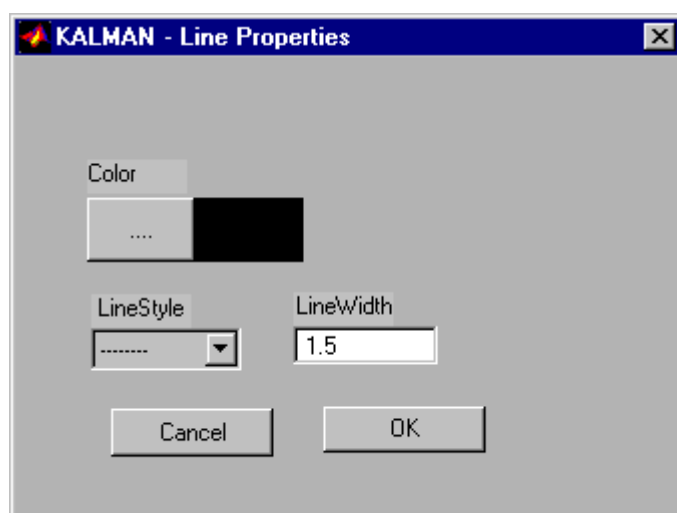 KALMAN - Line Properties
Color
....
LineStyle
LineWidth
--------
1.5
Cancel
OK